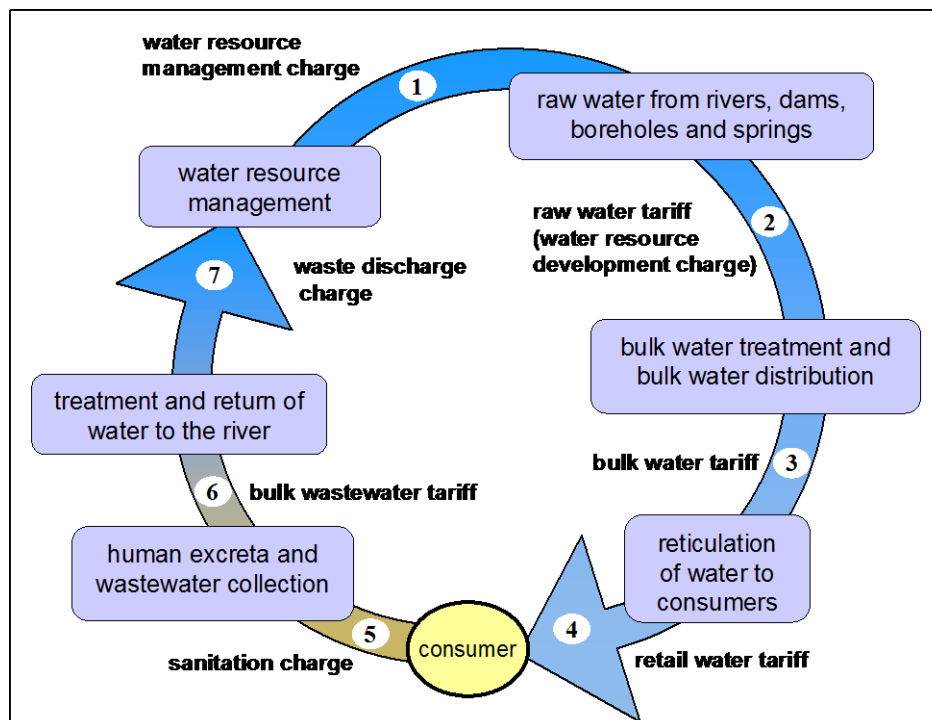 water resource
management charge
1
raw water from rivers, dams,
boreholes and springs
water resource
management
raw water tariff
(water resource
development charge)
2
7
waste discharge
charge
bulk water treatment and
bulk water distribution
treatment and return of
water to the river
bulk water tariff
3
6
bulk wastewater tariff
reticulation
of water to
consumers
human excreta and
wastewater collection
4
5
consumer
sanitation charge
retail water tariff